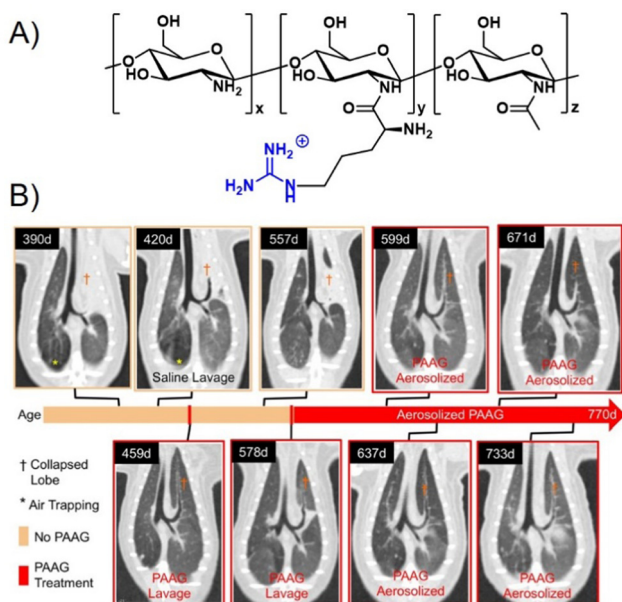 A)
OH OH OH
O O O O
HO HO HO
NH2 NH NH
x y z
O NH2 O
NH2 ⊕
H2N N
H
B)
390d 420d 557d 599d 671d
† † † † †
* *
Saline Lavage
PAAG PAAG
Aerosolized Aerosolized
Age Aerosolized PAAG 770d
459d 578d 637d 733d
† † † †
† Collapsed
Lobe
* Air Trapping
No PAAG
PAAG
Treatment
PAAG PAAG PAAG PAAG
Lavage Lavage Aerosolized Aerosolized